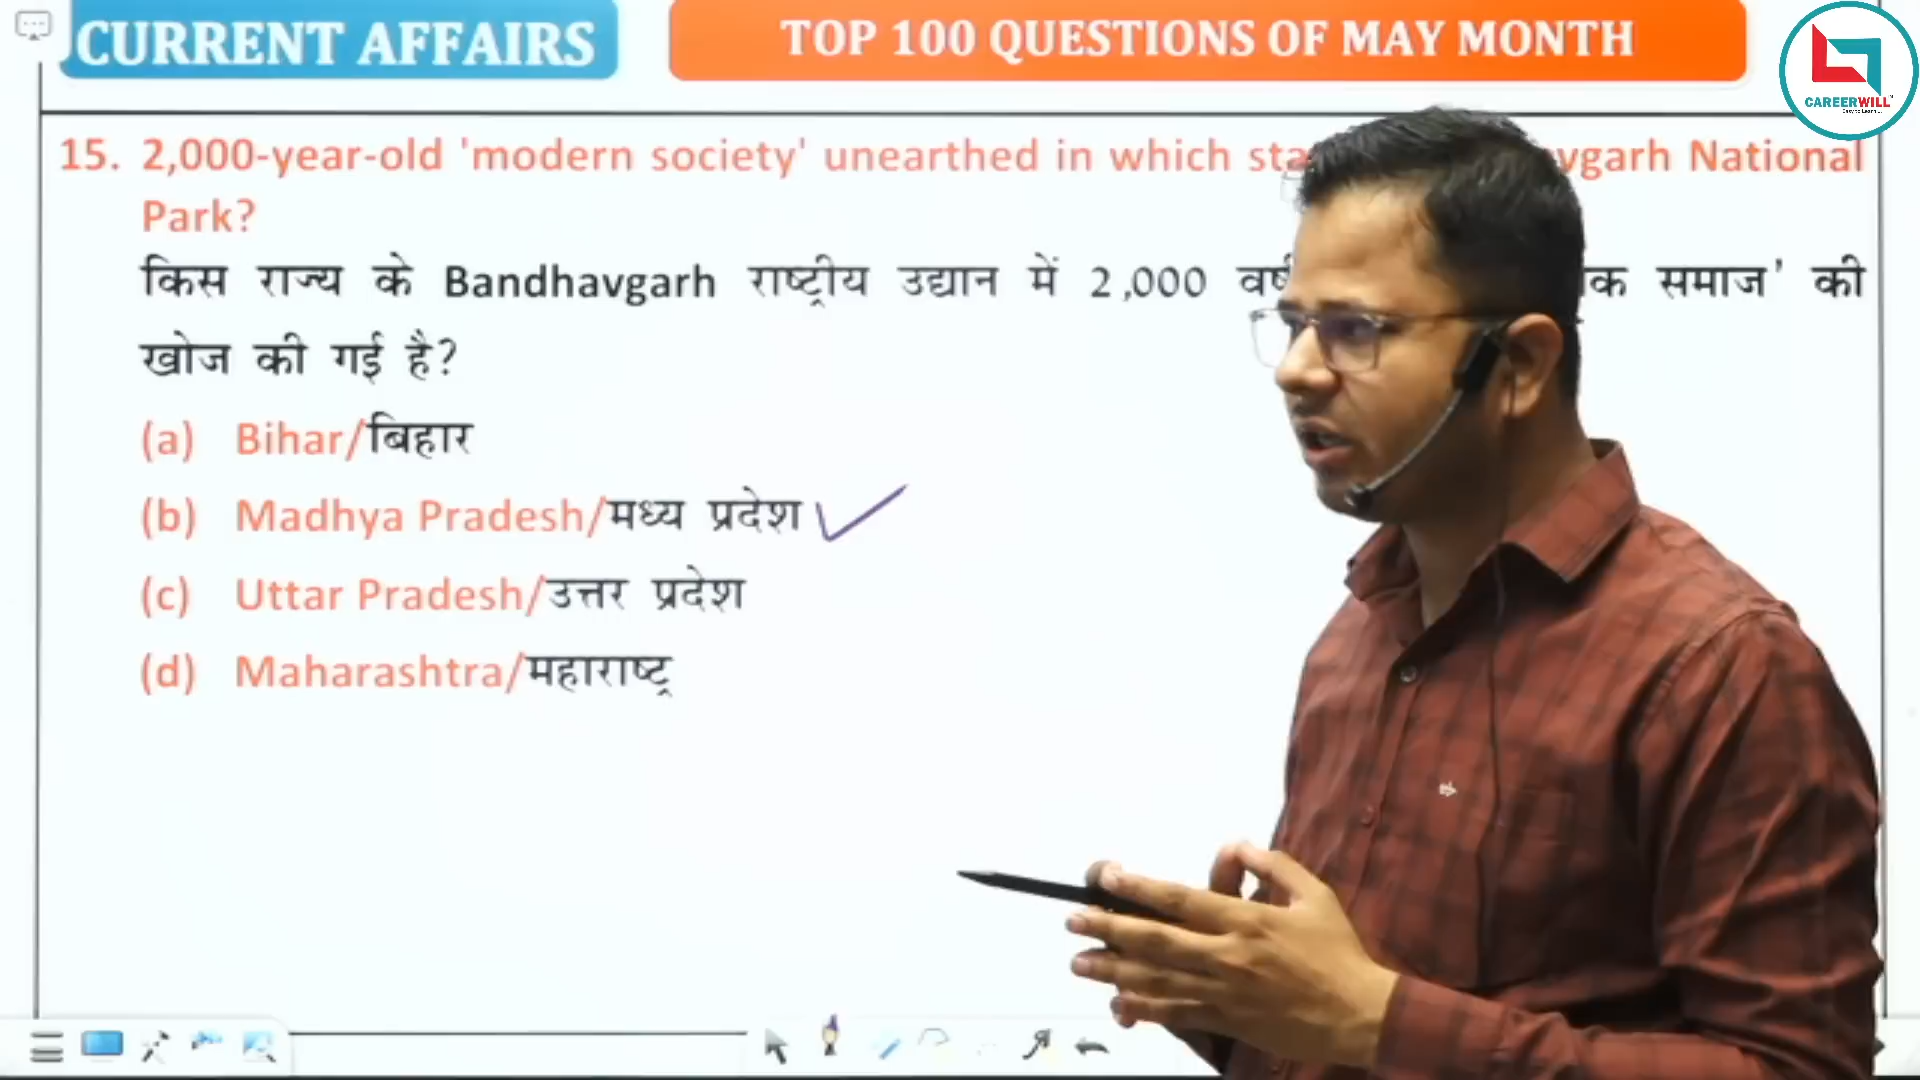 CURRENT AFFAIRS
TOP 100 QUESTIONS OF MAY MONTH
CAREERWILL
15. 2,000-year-old 'modern society' unearthed in which National
Park?
किस राज्य के Bandhavgarh राष्ट्रीय उद्यान में 2,000 समाज' की
खोज की गई है?
(a) Bihar/बिहार
(b) Madhya Pradesh/मध्य प्रदेश
(c) Uttar Pradesh/उत्तर प्रदेश
(d) Maharashtra/महाराष्ट्र